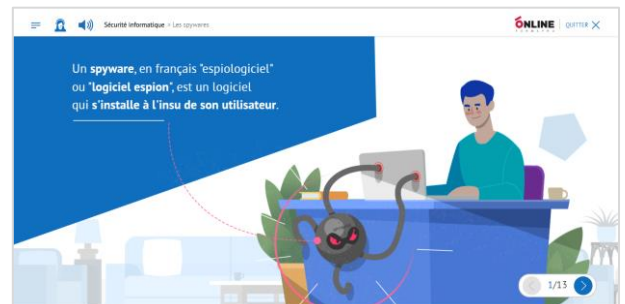 Sécurité informatique > Les spywares
ONLINE
FORMAPRO
QUITTER
Un spyware, en français "espiologiciel"
ou "logiciel espion", est un logiciel
qui s'installe à l'insu de son utilisateur.
1/13